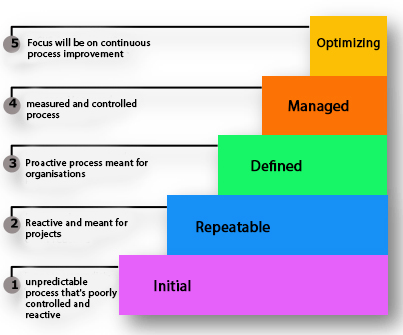 5
Focus will be on continuous
process improvement
Optimizing
4
measured and controlled
process
Managed
3
Proactive process meant for
organisations
Defined
2
Reactive and meant for
projects
Repeatable
1
unpredictable
process that's poorly
controlled and
reactive
Initial